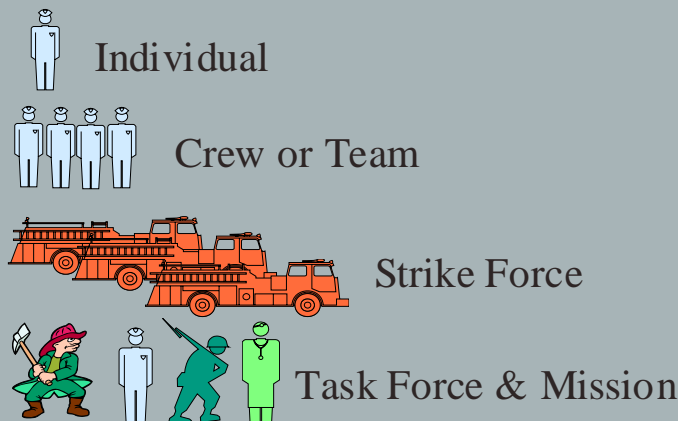 Individual
Crew or Team
Strike Force
Task Force & Mission